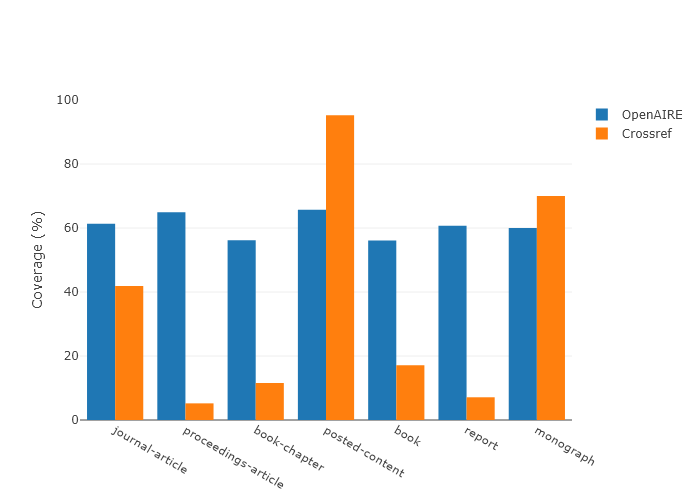 100
80
60
40
20
0
Coverage (%)
journal-article
proceedings-article
book-chapter
posted-content
book
report
monograph
OpenAIRE
Crossref